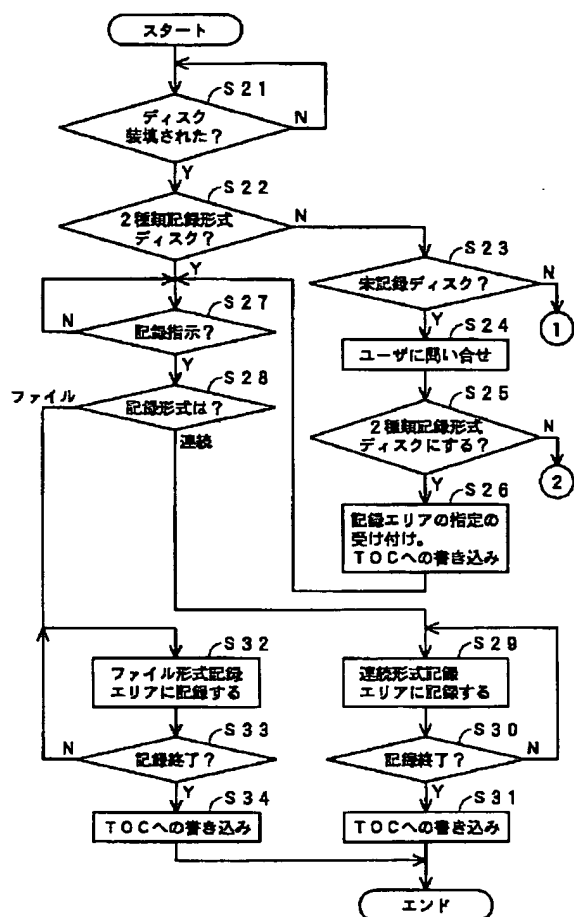 スタート
S21
ディスク
装填された?
N
Y
S22
2種類記録形式
ディスク?
N
Y
S23
未記録ディスク?
N
1
Y
S24
ユーザに問い合せ
S25
2種類記録形式
ディスクにする?
N
2
Y
S26
記録エリアの指定の
受け付け。
TOCへの書き込み
S27
記録指示?
N
Y
S28
記録形式は?
ファイル
連続
S32
ファイル形式記録
エリアに記録する
S33
記録終了?
N
Y
S34
TOCへの書き込み
S29
連続形式記録
エリアに記録する
S30
記録終了?
N
Y
S31
TOCへの書き込み
エンド